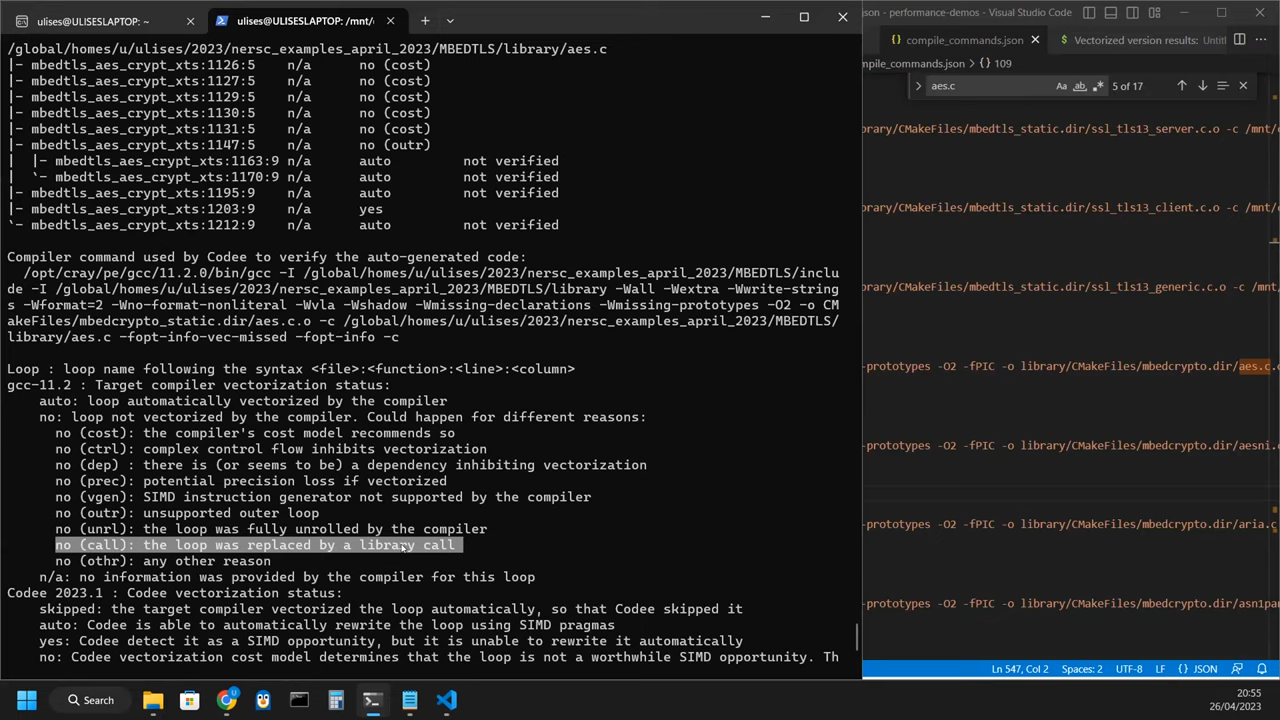 ulises@ULISESLAPTOP: ~
ulises@ULISESLAPTOP: /mnt/
/global/homes/u/ulises/2023/nersc_examples_april_2023/MBEDTLS/library/aes.c
|- mbedtls_aes_crypt_xts:1126:5 n/a no (cost)
|- mbedtls_aes_crypt_xts:1127:5 n/a no (cost)
|- mbedtls_aes_crypt_xts:1129:5 n/a no (cost)
|- mbedtls_aes_crypt_xts:1130:5 n/a no (cost)
|- mbedtls_aes_crypt_xts:1131:5 n/a no (cost)
|- mbedtls_aes_crypt_xts:1147:5 n/a no (outr)
| |- mbedtls_aes_crypt_xts:1163:9 n/a auto not verified
| `- mbedtls_aes_crypt_xts:1170:9 n/a auto not verified
|- mbedtls_aes_crypt_xts:1195:9 n/a auto not verified
|- mbedtls_aes_crypt_xts:1203:9 n/a yes
`- mbedtls_aes_crypt_xts:1212:9 n/a auto not verified
Compiler command used by Codee to verify the auto-generated code:
/opt/cray/pe/gcc/11.2.0/bin/gcc -I /global/homes/u/ulises/2023/nersc_examples_april_2023/MBEDTLS/inclu
de -I /global/homes/u/ulises/2023/nersc_examples_april_2023/MBEDTLS/library -Wall -Wextra -Wwrite-string
s -Wformat=2 -Wno-format-nonliteral -Wvla -Wshadow -Wmissing-declarations -Wmissing-prototypes -O2 -o CM
akeFiles/mbedcrypto_static.dir/aes.c.o -c /global/homes/u/ulises/2023/nersc_examples_april_2023/MBEDTLS/
library/aes.c -fopt-info-vec-missed -fopt-info -c
Loop : loop name following the syntax <file>:<function>:<line>:<column>
gcc-11.2 : Target compiler vectorization status:
auto: loop automatically vectorized by the compiler
no: loop not vectorized by the compiler. Could happen for different reasons:
no (cost): the compiler's cost model recommends so
no (ctrl): complex control flow inhibits vectorization
no (dep) : there is (or seems to be) a dependency inhibiting vectorization
no (prec): potential precision loss if vectorized
no (vgen): SIMD instruction generator not supported by the compiler
no (outr): unsupported outer loop
no (unrl): the loop was fully unrolled by the compiler
no (call): the loop was replaced by a library call
no (othr): any other reason
n/a: no information was provided by the compiler for this loop
Codee 2023.1 : Codee vectorization status:
skipped: the target compiler vectorized the loop automatically, so that Codee skipped it
auto: Codee is able to automatically rewrite the loop using SIMD pragmas
yes: Codee detect it as a SIMD opportunity, but it is unable to rewrite it automatically
no: Codee vectorization cost model determines that the loop is not a worthwhile SIMD opportunity. Th
json - performance-demos - Visual Studio Code
compile_commands.json
Vectorized version results: Untitl
mpile_commands.json > {} 109
aes.c Aa ab 5 of 17
ibrary/CMakeFiles/mbedtls_static.dir/ssl_tls13_server.c.o -c /mnt/
ibrary/CMakeFiles/mbedtls_static.dir/ssl_tls13_client.c.o -c /mnt/c
ibrary/CMakeFiles/mbedtls_static.dir/ssl_tls13_generic.c.o -c /mnt
-prototypes -O2 -fPIC -o library/CMakeFiles/mbedcrypto.dir/aes.c.
-prototypes -O2 -fPIC -o library/CMakeFiles/mbedcrypto.dir/aesni.c
-prototypes -O2 -fPIC -o library/CMakeFiles/mbedcrypto.dir/aria.c
-prototypes -O2 -fPIC -o library/CMakeFiles/mbedcrypto.dir/asn1par
Ln 547, Col 2 Spaces: 2 UTF-8 LF {} JSON
Search
20:55
26/04/2023